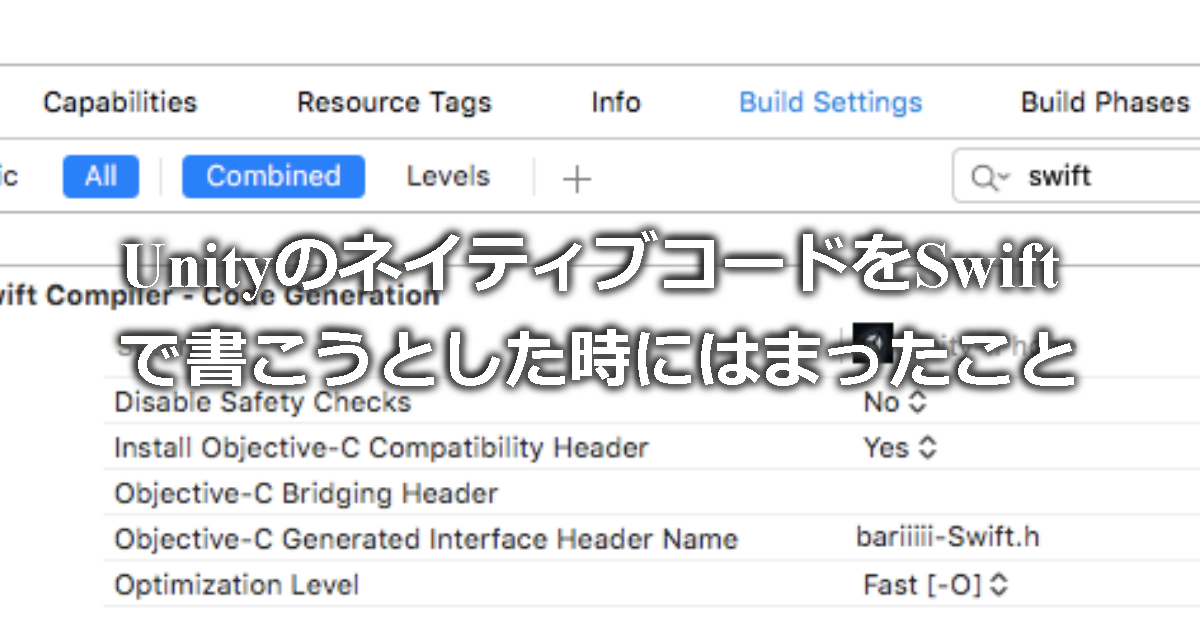 Capabilities Resource Tags Info Build Settings Build Phases
ic All Combined Levels + swift
UnityのネイティブコードをSwift
wift Compiler - Code Generation
で書こうとした時にはまったこと
Disable Safety Checks No
Install Objective-C Compatibility Header Yes
Objective-C Bridging Header
Objective-C Generated Interface Header Name bariiiii-Swift.h
Optimization Level Fast [-O]